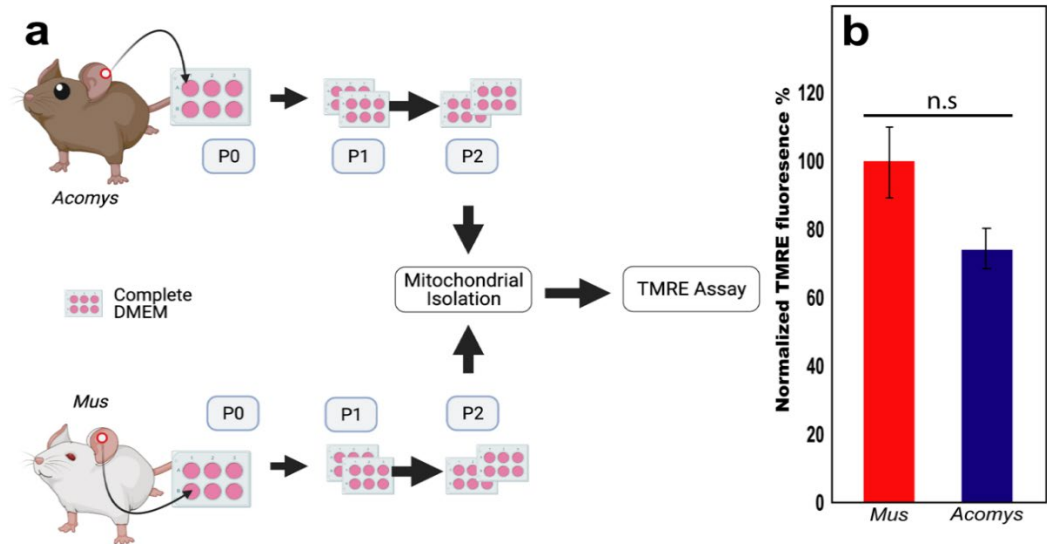 a
Acomys
P0
P1
P2
Mitochondrial
Isolation
TMRE Assay
Complete
DMEM
Mus
P0
P1
P2
b
Normalized TMRE fluoresence %
n.s
120
100
80
60
40
20
0
Mus
Acomys